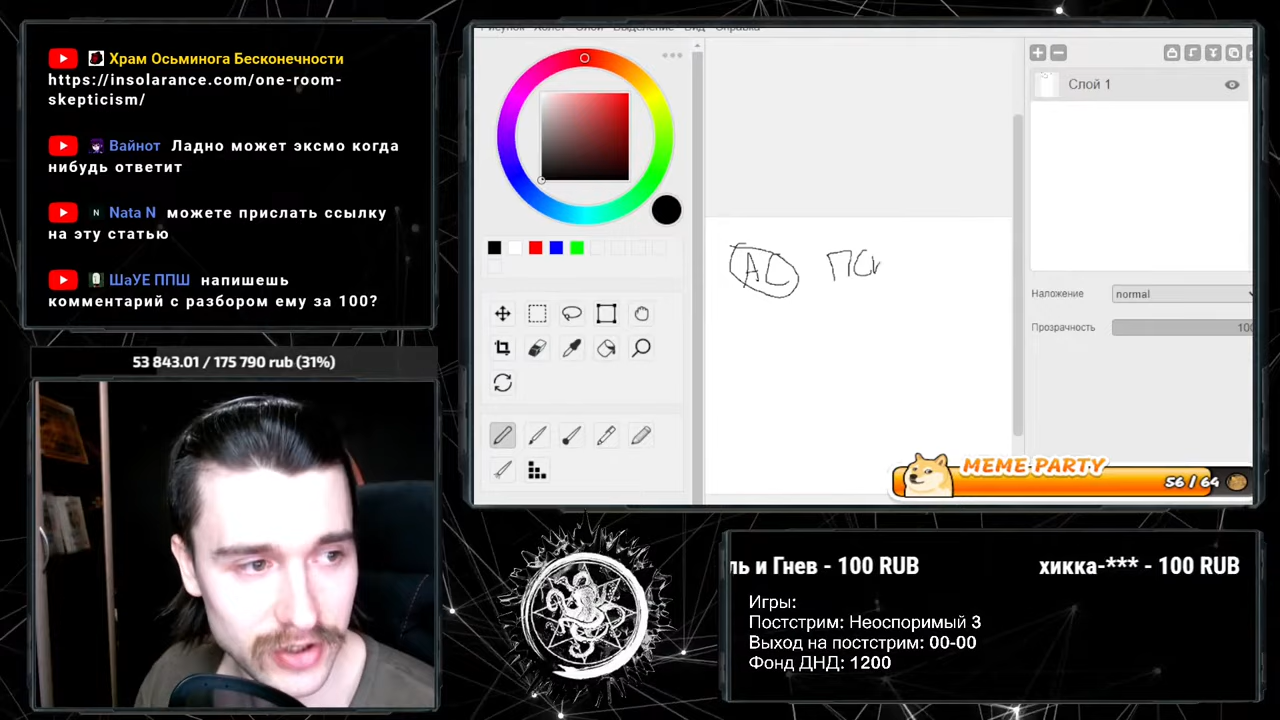 Храм Осьминога Бесконечности
https://insolarance.com/one-room-
skepticism/
Вайнот Ладно может эксмо когда
нибудь ответит
N Nata N можете прислать ссылку
на эту статью
ШаУЕ ППШ напишешь
комментарий с разбором ему за 100?
53 843.01 / 175 790 rub (31%)
Слой 1
Наложение normal
Прозрачность 100
АС ПС
MEME PARTY
56 / 64
ль и Гнев - 100 RUB хикка-*** - 100 RUB
Игры:
Постстрим: Неоспоримый 3
Выход на постстрим: 00-00
Фонд ДНД: 1200